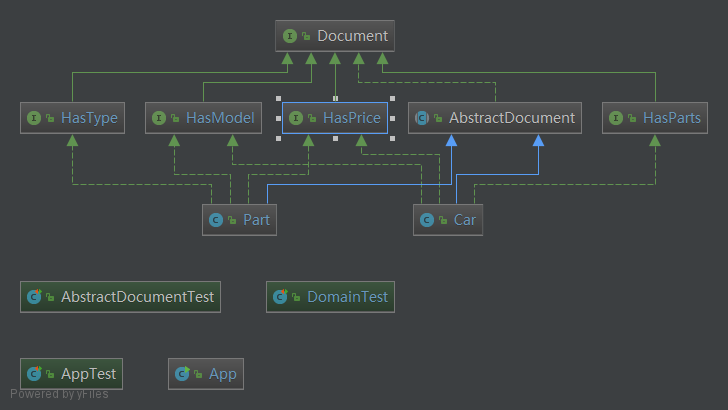 Document
HasType
HasModel
HasPrice
AbstractDocument
HasParts
Part
Car
AbstractDocumentTest
DomainTest
AppTest
App
Powered by yFiles